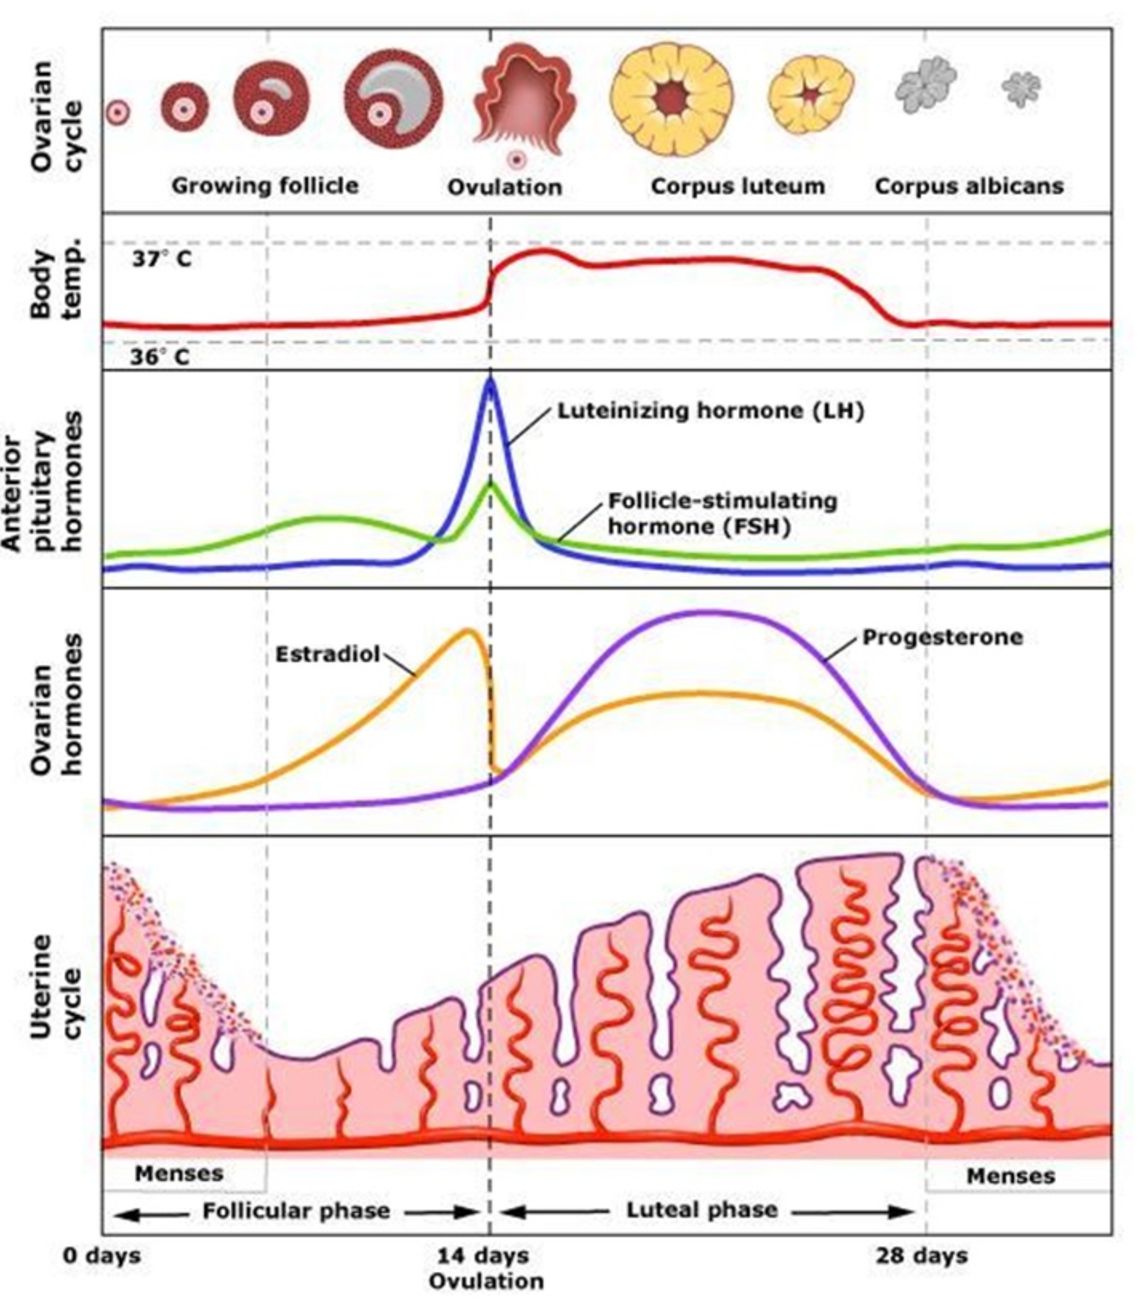 Ovarian
cycle
Growing follicle
Ovulation
Corpus luteum
Corpus albicans
Body
temp.
37° C
36° C
Anterior
pituitary
hormones
Luteinizing hormone (LH)
Follicle-stimulating
hormone (FSH)
Ovarian
hormones
Estradiol
Progesterone
Uterine
cycle
Menses
Menses
Follicular phase
Luteal phase
0 days
14 days
Ovulation
28 days